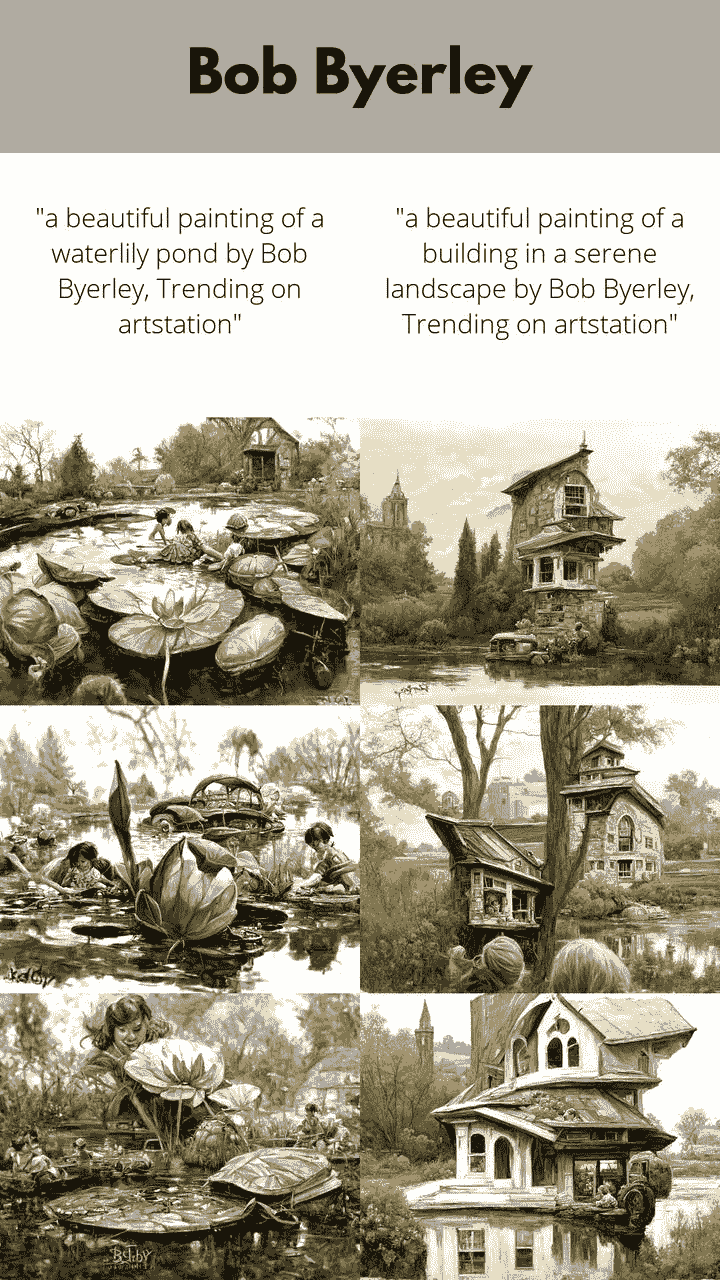 Bob Byerley
"a beautiful painting of a
waterlily pond by Bob
Byerley, Trending on
artstation"
"a beautiful painting of a
building in a serene
landscape by Bob Byerley,
Trending on artstation"